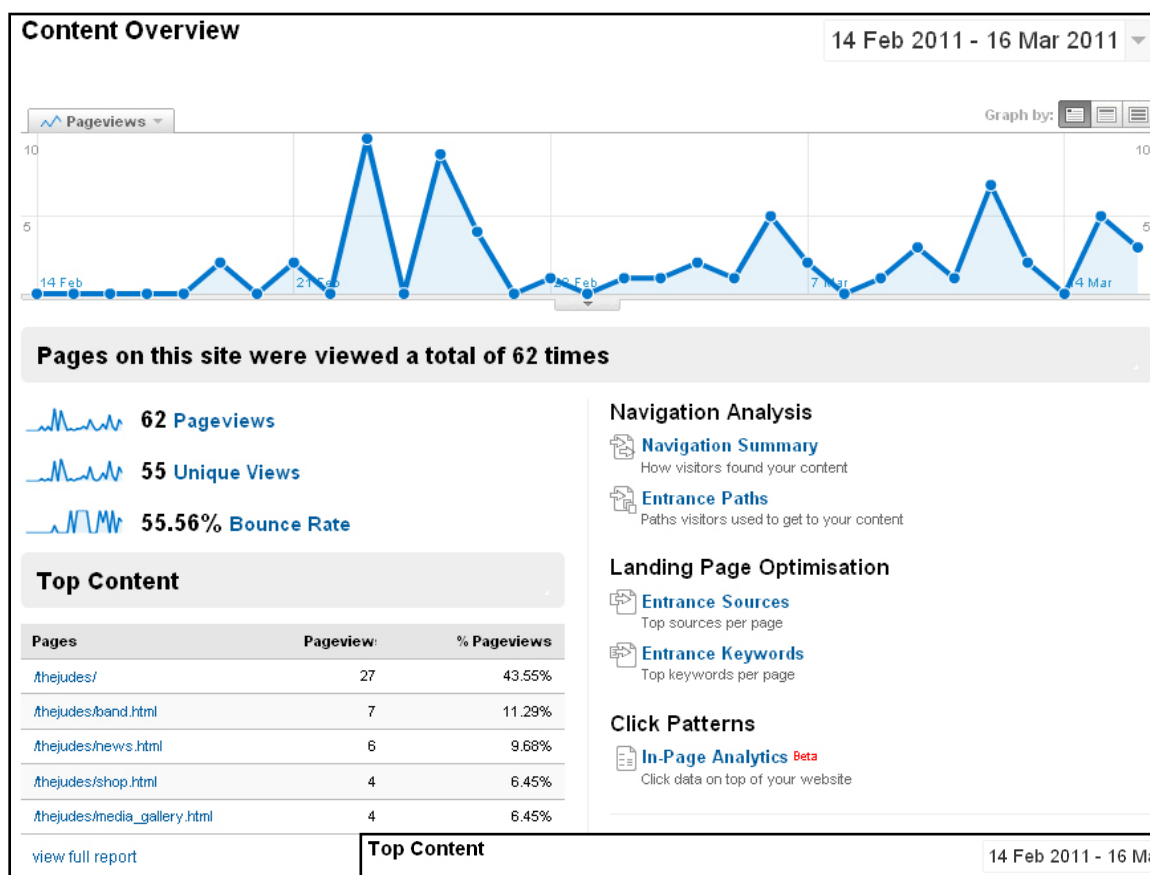 Content Overview
14 Feb 2011 - 16 Mar 2011
Pageviews
Graph by:
10
10
5
5
14 Feb
21 Feb
28 Feb
7 Mar
14 Mar
Pages on this site were viewed a total of 62 times
62 Pageviews
55 Unique Views
55.56% Bounce Rate
Top Content
Pages Pageview % Pageviews
/thejudes/ 27 43.55%
/thejudes/band.html 7 11.29%
/thejudes/news.html 6 9.68%
/thejudes/shop.html 4 6.45%
/thejudes/media_gallery.html 4 6.45%
view full report
Navigation Analysis
Navigation Summary
How visitors found your content
Entrance Paths
Paths visitors used to get to your content
Landing Page Optimisation
Entrance Sources
Top sources per page
Entrance Keywords
Top keywords per page
Click Patterns
In-Page Analytics Beta
Click data on top of your website
Top Content
14 Feb 2011 - 16 Ma